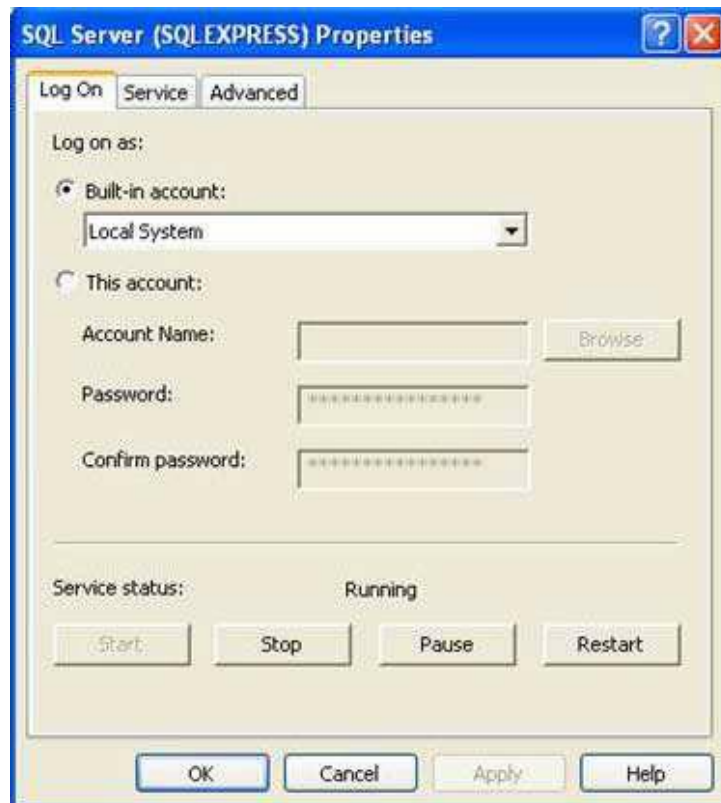 SQL Server (SQLEXPRESS) Properties
Log On Service Advanced
Log on as:
Built-in account:
Local System
This account:
Account Name: Browse
Password: ****************
Confirm password: ****************
Service status: Running
Start Stop Pause Restart
OK Cancel Apply Help